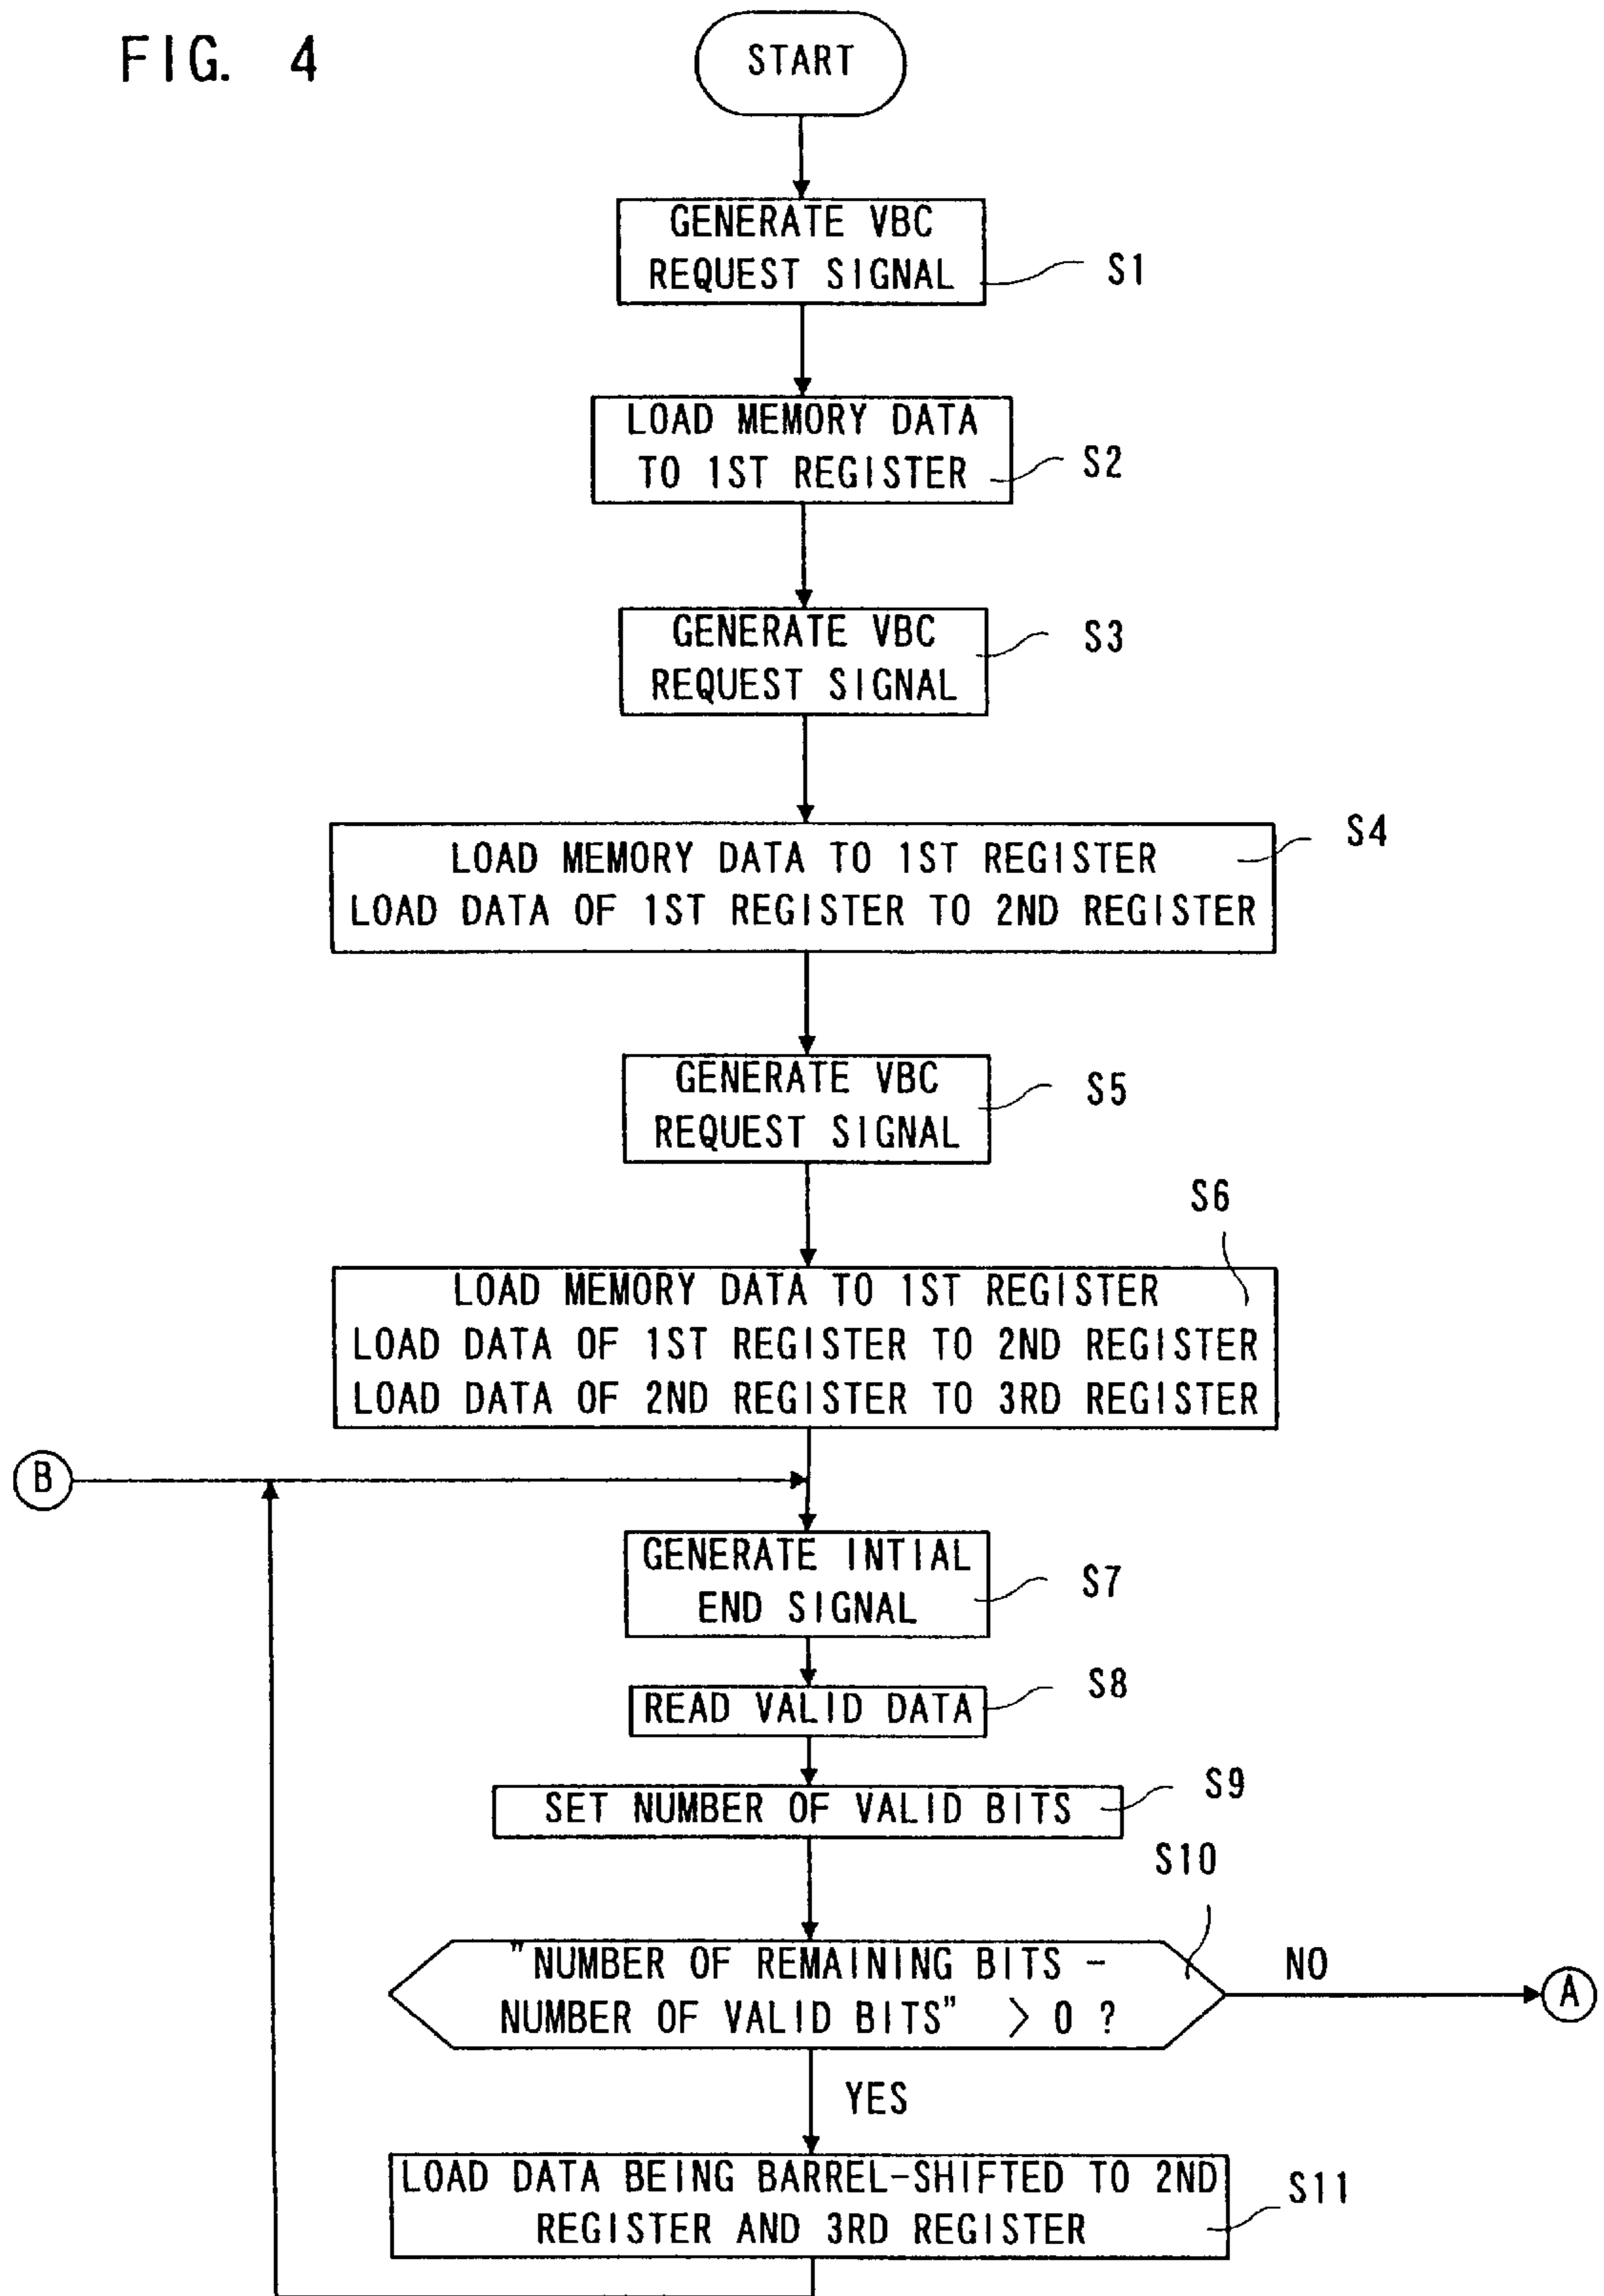 FIG. 4
START
GENERATE VBC
REQUEST SIGNAL
S1
LOAD MEMORY DATA
TO 1ST REGISTER
S2
GENERATE VBC
REQUEST SIGNAL
S3
LOAD MEMORY DATA TO 1ST REGISTER
LOAD DATA OF 1ST REGISTER TO 2ND REGISTER
S4
GENERATE VBC
REQUEST SIGNAL
S5
S6
LOAD MEMORY DATA TO 1ST REGISTER
LOAD DATA OF 1ST REGISTER TO 2ND REGISTER
LOAD DATA OF 2ND REGISTER TO 3RD REGISTER
B
GENERATE INTIAL
END SIGNAL
S7
READ VALID DATA
S8
SET NUMBER OF VALID BITS
S9
S10
"NUMBER OF REMAINING BITS -
NUMBER OF VALID BITS" > 0 ?
NO
A
YES
LOAD DATA BEING BARREL-SHIFTED TO 2ND
REGISTER AND 3RD REGISTER
S11